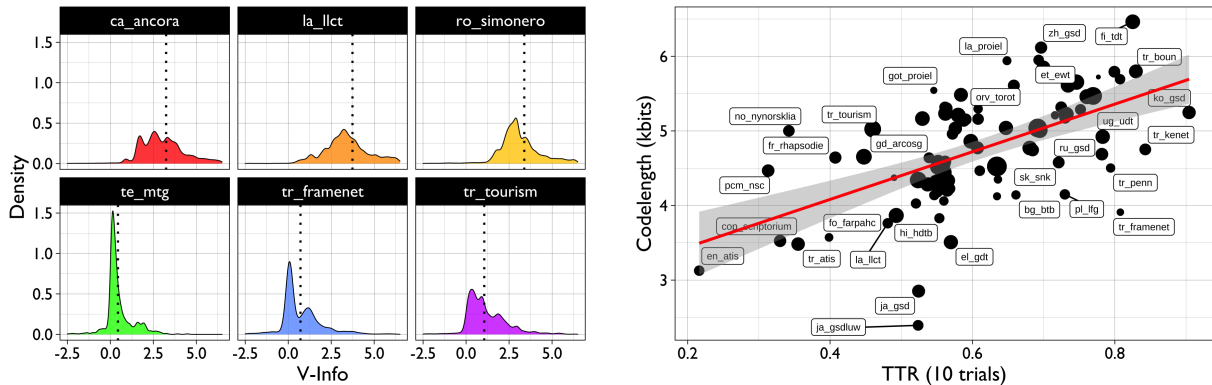 ca_ancora
la_llct
ro_simonero
1.5
1.0
0.5
0.0
te_mtg
tr_framenet
tr_tourism
1.5
1.0
0.5
0.0
-2.5 0.0 2.5 5.0
-2.5 0.0 2.5 5.0
-2.5 0.0 2.5 5.0
Density
V-Info
zh_gsd
fi_tdt
la_proiel
tr_boun
et_ewt
got_proiel
orv_torot
ko_gsd
no_nynorsklia
tr_tourism
ug_udt
tr_kenet
fr_rhapsodie
gd_arcosg
ru_gsd
pcm_nsc
sk_snk
tr_penn
bg_btb
pl_lfg
cop_scriptorium
fo_farpahc
hi_hdtb
tr_framenet
en_atis
tr_atis
la_llct
el_gdt
ja_gsd
ja_gsdluw
6
5
4
3
0.2 0.4 0.6 0.8
Codelength (kbits)
TTR (10 trials)